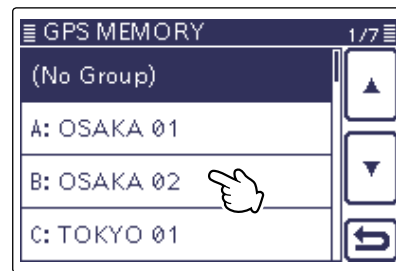 GPS MEMORY 1/7
(No Group)
A: OSAKA 01
B: OSAKA 02
C: TOKYO 01